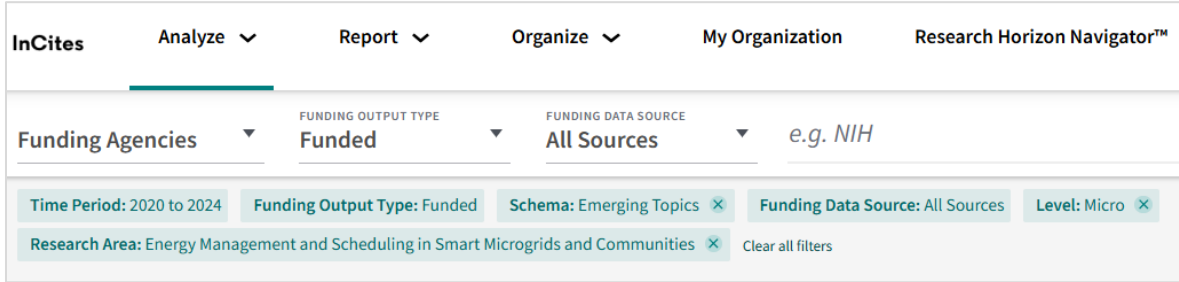 InCites Analyze Report Organize My Organization Research Horizon Navigator™
FUNDING OUTPUT TYPE FUNDING DATA SOURCE
Funding Agencies Funded All Sources e.g. NIH
Time Period: 2020 to 2024 Funding Output Type: Funded Schema: Emerging Topics Funding Data Source: All Sources Level: Micro
Research Area: Energy Management and Scheduling in Smart Microgrids and Communities Clear all filters